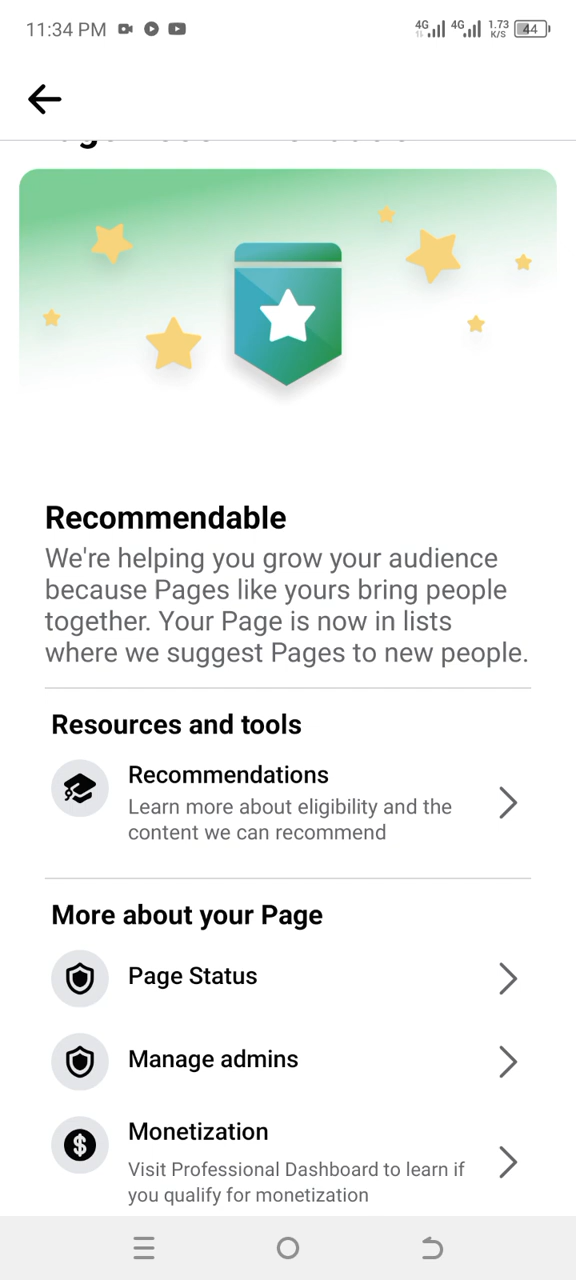 11:34 PM
4G 4G 1.73 K/S 44
Recommendable
We're helping you grow your audience
because Pages like yours bring people
together. Your Page is now in lists
where we suggest Pages to new people.
Resources and tools
Recommendations
Learn more about eligibility and the
content we can recommend
More about your Page
Page Status
Manage admins
Monetization
Visit Professional Dashboard to learn if
you qualify for monetization